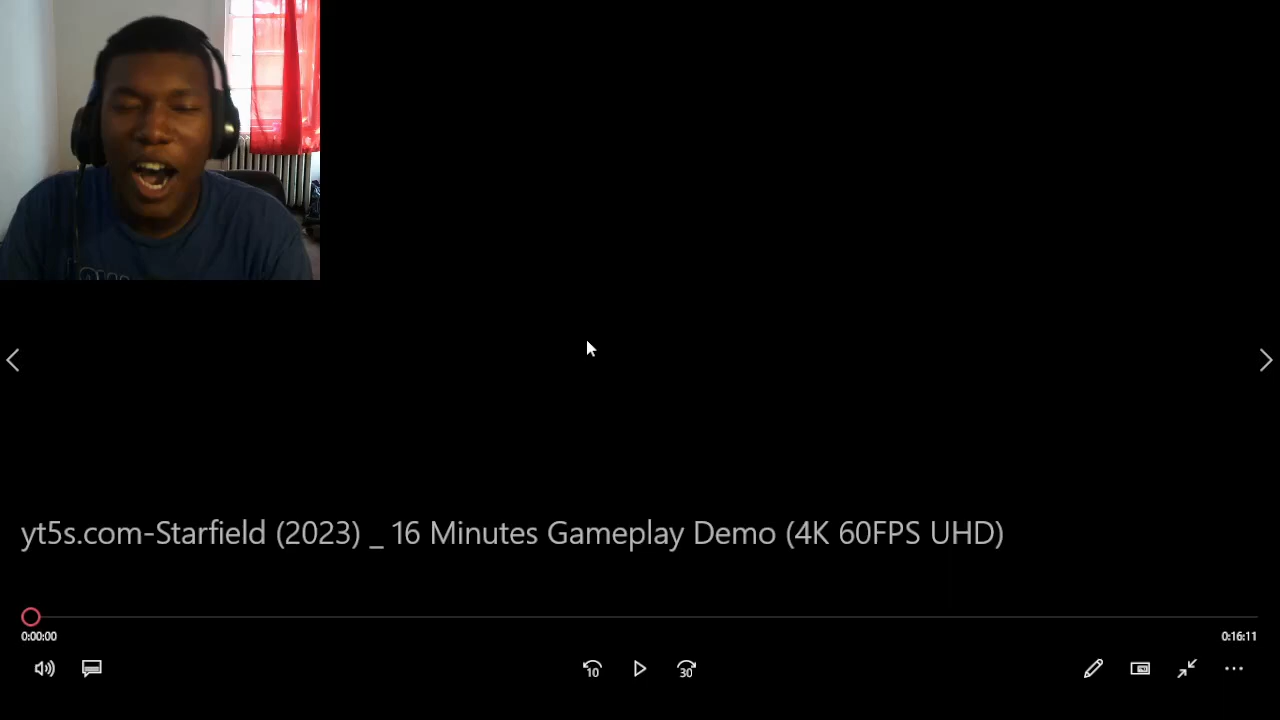 yt5s.com-Starfield (2023) _ 16 Minutes Gameplay Demo (4K 60FPS UHD)
0:00:00
0:16:11
10
30